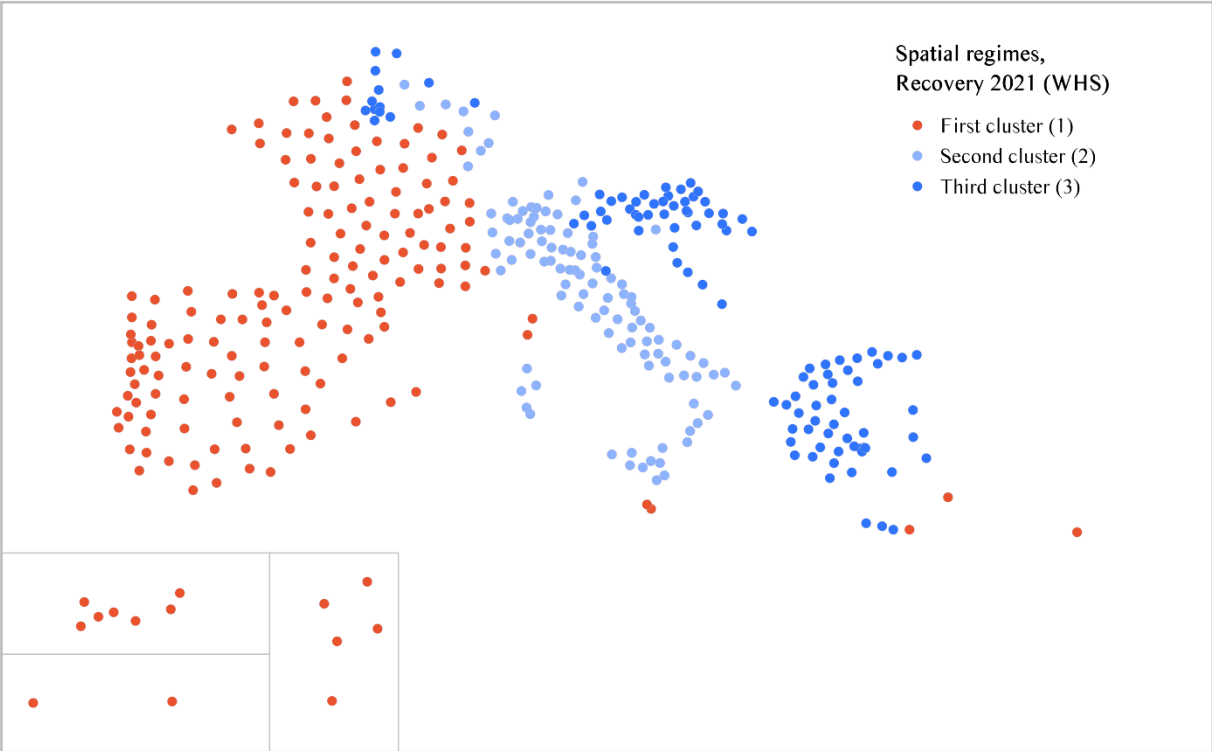 Spatial regimes,
Recovery 2021 (WHS)
First cluster (1)
Second cluster (2)
Third cluster (3)